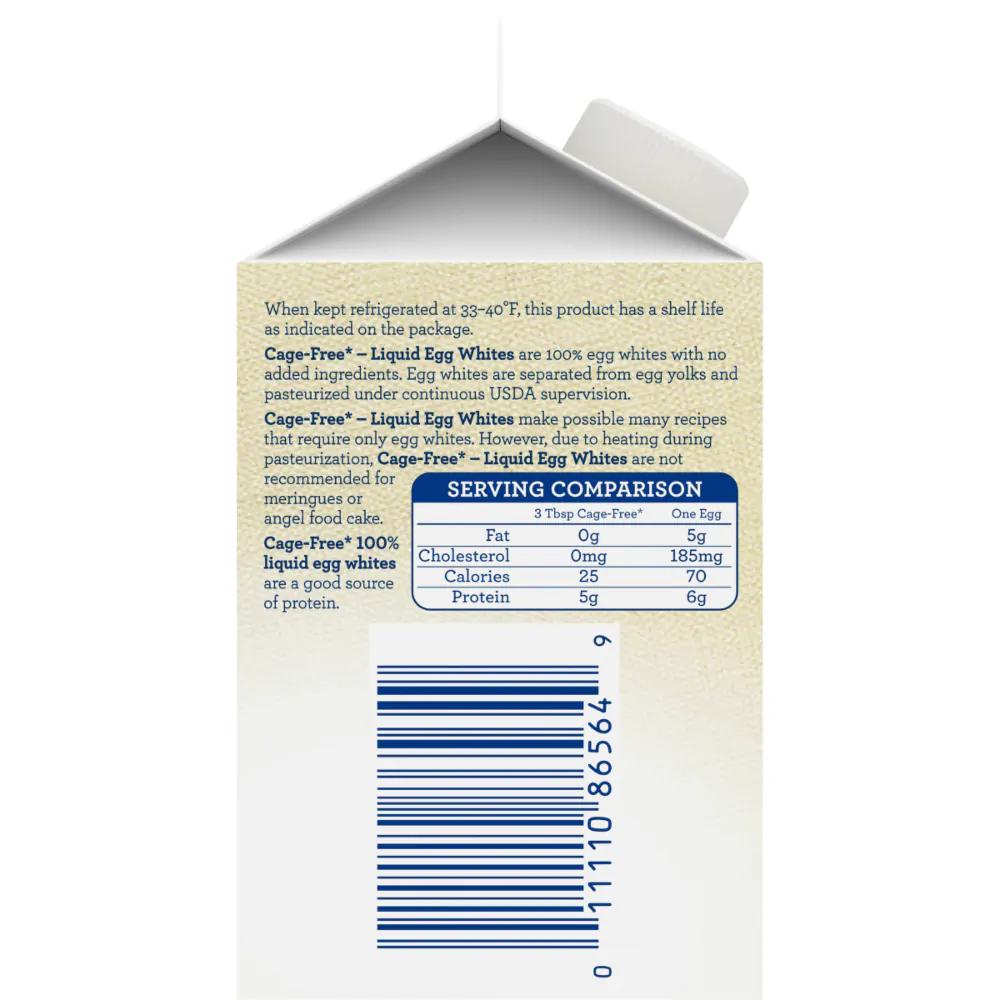 When kept refrigerated at 33-40°F, this product has a shelf life
as indicated on the package.
Cage-Free* – Liquid Egg Whites are 100% egg whites with no
added ingredients. Egg whites are separated from egg yolks and
pasteurized under continuous USDA supervision.
Cage-Free* – Liquid Egg Whites make possible many recipes
that require only egg whites. However, due to heating during
pasteurization, Cage-Free* – Liquid Egg Whites are not
recommended for
meringues or
angel food cake.
Cage-Free* 100%
liquid egg whites
are a good source
of protein.
SERVING COMPARISON
3 Tbsp Cage-Free* One Egg
Fat 0g 5g
Cholesterol 0mg 185mg
Calories 25 70
Protein 5g 6g
0 11110 86564 9